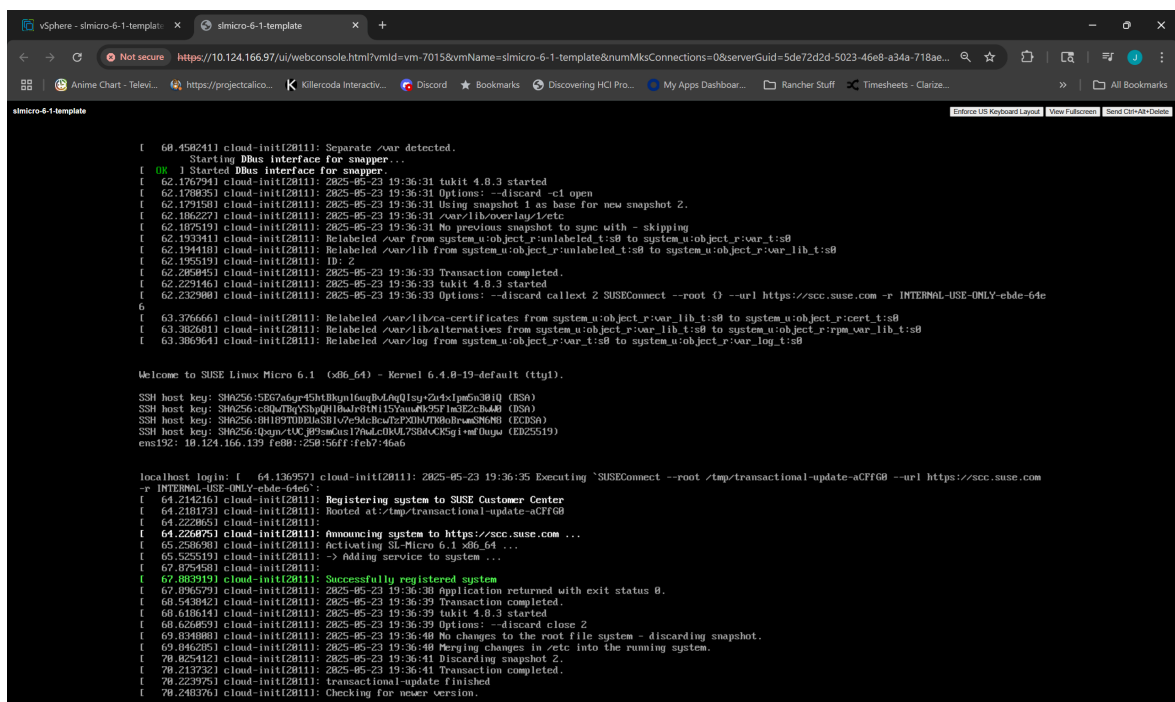 vSphere - slmicro-6-1-template
slmicro-6-1-template
Not secure https://10.124.166.97/ui/webconsole.html?vmId=vm-7015&vmName=slmicro-6-1-template&numMksConnections=0&serverGuid=5de72d2d-5023-46e8-a34a-718ae...
Anime Chart - Televi... https://projectcalico... Killercoda Interactiv... Discord Bookmarks Discovering HCI Pro... My Apps Dashboar... Rancher Stuff Timesheets - Clarize... » All Bookmarks
slmicro-6-1-template Enforce US Keyboard Layout View Fullscreen Send Ctrl+Alt+Delete
[ 60.450241] cloud-init[2011]: Separate /var detected.
Starting DBus interface for snapper...
[ OK ] Started DBus interface for snapper.
[ 62.176794] cloud-init[2011]: 2025-05-23 19:36:31 tukit 4.8.3 started
[ 62.178035] cloud-init[2011]: 2025-05-23 19:36:31 Options: --discard -c1 open
[ 62.179158] cloud-init[2011]: 2025-05-23 19:36:31 Using snapshot 1 as base for new snapshot 2.
[ 62.186227] cloud-init[2011]: 2025-05-23 19:36:31 /var/lib/overlay/1/etc
[ 62.187519] cloud-init[2011]: 2025-05-23 19:36:31 No previous snapshot to sync with - skipping
[ 62.193341] cloud-init[2011]: Relabeled /var from system_u:object_r:unlabeled_t:s0 to system_u:object_r:var_t:s0
[ 62.194418] cloud-init[2011]: Relabeled /var/lib from system_u:object_r:unlabeled_t:s0 to system_u:object_r:var_lib_t:s0
[ 62.195519] cloud-init[2011]: ID: 2
[ 62.205045] cloud-init[2011]: 2025-05-23 19:36:33 Transaction completed.
[ 62.229146] cloud-init[2011]: 2025-05-23 19:36:33 tukit 4.8.3 started
[ 62.232900] cloud-init[2011]: 2025-05-23 19:36:33 Options: --discard callext 2 SUSEConnect --root {} --url https://scc.suse.com -r INTERNAL-USE-ONLY-ebde-64e
6
[ 63.376666] cloud-init[2011]: Relabeled /var/lib/ca-certificates from system_u:object_r:var_lib_t:s0 to system_u:object_r:cert_t:s0
[ 63.382681] cloud-init[2011]: Relabeled /var/lib/alternatives from system_u:object_r:var_lib_t:s0 to system_u:object_r:rpm_var_lib_t:s0
[ 63.386964] cloud-init[2011]: Relabeled /var/log from system_u:object_r:var_t:s0 to system_u:object_r:var_log_t:s0
Welcome to SUSE Linux Micro 6.1 (x86_64) - Kernel 6.4.0-19-default (tty1).
SSH host key: (RSA)
SSH host key: (DSA)
SSH host key: (ECDSA)
SSH host key: (ED25519)
ens192: 10.124.166.139 fe80::250:56ff:feb7:46a6
localhost login: [ 64.136957] cloud-init[2011]: 2025-05-23 19:36:35 Executing `SUSEConnect --root /tmp/transactional-update-aCFfG0 --url https://scc.suse.com
-r INTERNAL-USE-ONLY-ebde-64e6`:
[ 64.214216] cloud-init[2011]: Registering system to SUSE Customer Center
[ 64.218173] cloud-init[2011]: Rooted at:/tmp/transactional-update-aCFfG0
[ 64.222065] cloud-init[2011]:
[ 64.226075] cloud-init[2011]: Announcing system to https://scc.suse.com ...
[ 65.258698] cloud-init[2011]: Activating SL-Micro 6.1 x86_64 ...
[ 65.525519] cloud-init[2011]: -> Adding service to system ...
[ 67.875458] cloud-init[2011]:
[ 67.883919] cloud-init[2011]: Successfully registered system
[ 67.896579] cloud-init[2011]: 2025-05-23 19:36:38 Application returned with exit status 0.
[ 68.543842] cloud-init[2011]: 2025-05-23 19:36:39 Transaction completed.
[ 68.618614] cloud-init[2011]: 2025-05-23 19:36:39 tukit 4.8.3 started
[ 68.626059] cloud-init[2011]: 2025-05-23 19:36:39 Options: --discard close 2
[ 69.834808] cloud-init[2011]: 2025-05-23 19:36:40 No changes to the root file system - discarding snapshot.
[ 69.846285] cloud-init[2011]: 2025-05-23 19:36:40 Merging changes in /etc into the running system.
[ 70.025412] cloud-init[2011]: 2025-05-23 19:36:41 Discarding snapshot 2.
[ 70.213732] cloud-init[2011]: 2025-05-23 19:36:41 Transaction completed.
[ 70.223975] cloud-init[2011]: transactional-update finished
[ 70.248376] cloud-init[2011]: Checking for newer version.